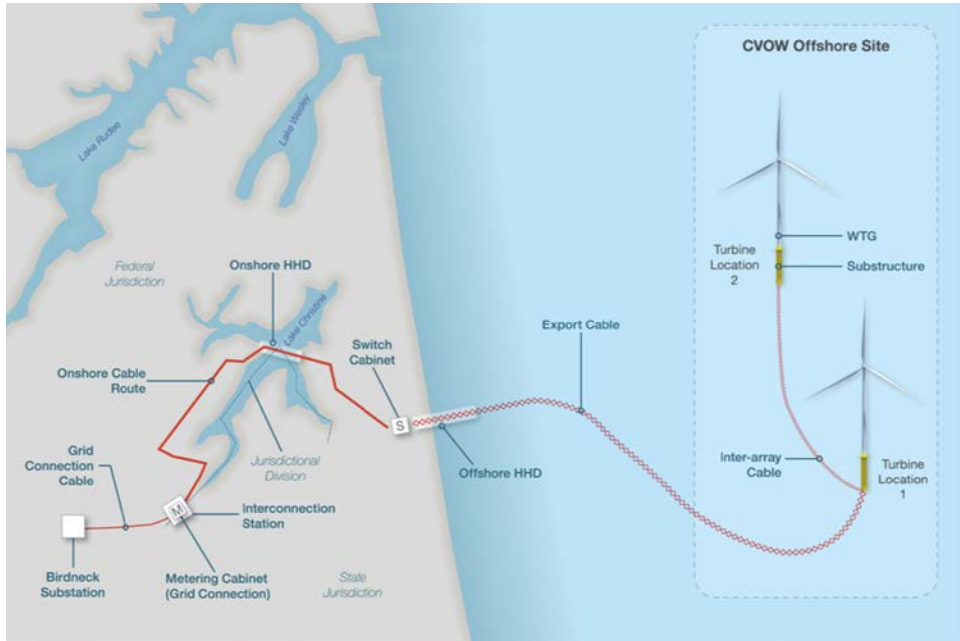 CVOW Offshore Site
Lake Rudee
Lake Wesley
WTG
Turbine
Location
2
Substructure
Federal
Jurisdiction
Onshore HHD
Lake Christine
Switch
Cabinet
Export Cable
Onshore Cable
Route
S
Grid
Connection
Cable
Jurisdictional
Division
Offshore HHD
Inter-array
Cable
Turbine
Location
1
M
Interconnection
Station
Birdneck
Substation
Metering Cabinet
(Grid Connection)
State
Jurisdiction